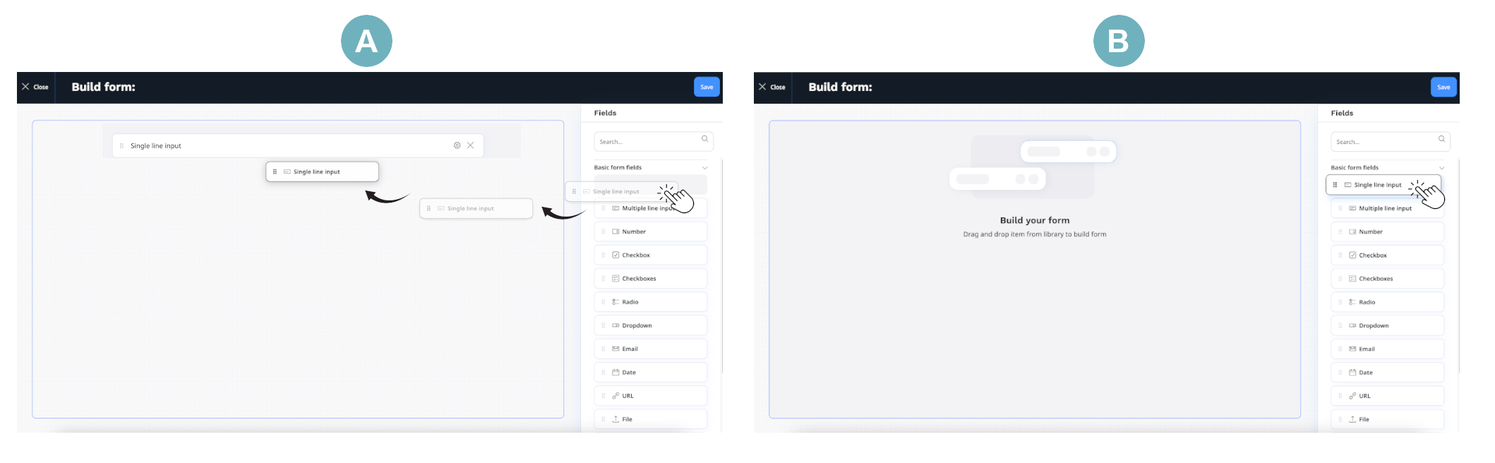 A
Close
Build form:
Save
Fields
Search...
Basic form fields
Single line input
Single line input
Single line input
Single line input
Multiple line input
Number
Checkbox
Checkboxes
Radio
Dropdown
Email
Date
URL
File
B
Close
Build form:
Save
Fields
Search...
Basic form fields
Single line input
Multiple line input
Number
Checkbox
Checkboxes
Radio
Dropdown
Email
Date
URL
File
Build your form
Drag and drop item from library to build form